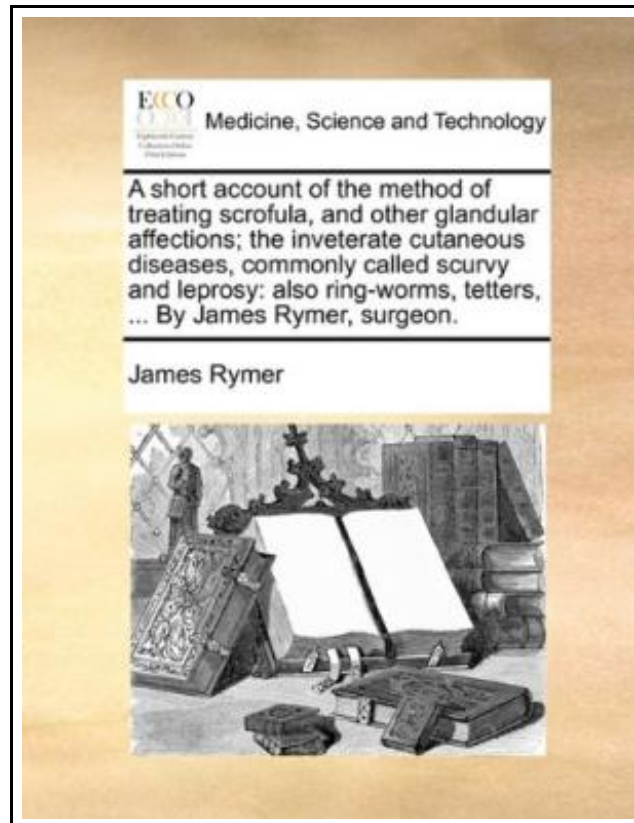 ECCO
Medicine, Science and Technology
A short account of the method of
treating scrofula, and other glandular
affections; the inveterate cutaneous
diseases, commonly called scurvy
and leprosy: also ring-worms, tetters,
... By James Rymer, surgeon.
James Rymer